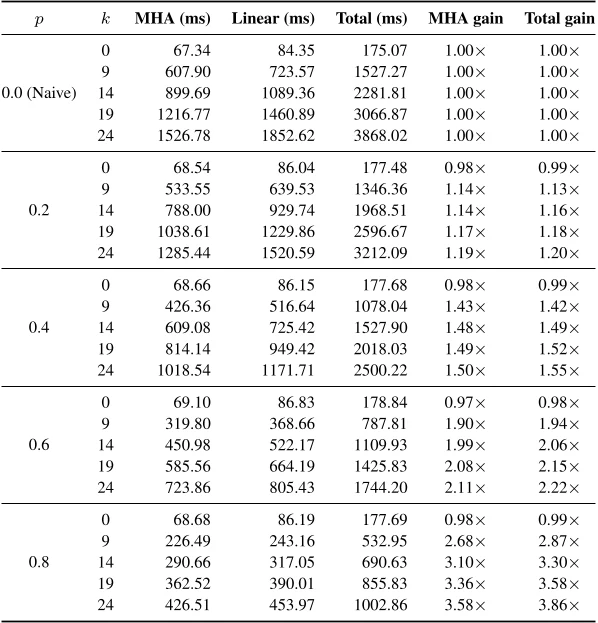 p k MHA (ms) Linear (ms) Total (ms) MHA gain Total gain
0 67.34 84.35 175.07 1.00× 1.00×
9 607.90 723.57 1527.27 1.00× 1.00×
0.0 (Naive) 14 899.69 1089.36 2281.81 1.00× 1.00×
19 1216.77 1460.89 3066.87 1.00× 1.00×
24 1526.78 1852.62 3868.02 1.00× 1.00×
0 68.54 86.04 177.48 0.98× 0.99×
9 533.55 639.53 1346.36 1.14× 1.13×
0.2 14 788.00 929.74 1968.51 1.14× 1.16×
19 1038.61 1229.86 2596.67 1.17× 1.18×
24 1285.44 1520.59 3212.09 1.19× 1.20×
0 68.66 86.15 177.68 0.98× 0.99×
9 426.36 516.64 1078.04 1.43× 1.42×
0.4 14 609.08 725.42 1527.90 1.48× 1.49×
19 814.14 949.42 2018.03 1.49× 1.52×
24 1018.54 1171.71 2500.22 1.50× 1.55×
0 69.10 86.83 178.84 0.97× 0.98×
9 319.80 368.66 787.81 1.90× 1.94×
0.6 14 450.98 522.17 1109.93 1.99× 2.06×
19 585.56 664.19 1425.83 2.08× 2.15×
24 723.86 805.43 1744.20 2.11× 2.22×
0 68.68 86.19 177.69 0.98× 0.99×
9 226.49 243.16 532.95 2.68× 2.87×
0.8 14 290.66 317.05 690.63 3.10× 3.30×
19 362.52 390.01 855.83 3.36× 3.58×
24 426.51 453.97 1002.86 3.58× 3.86×